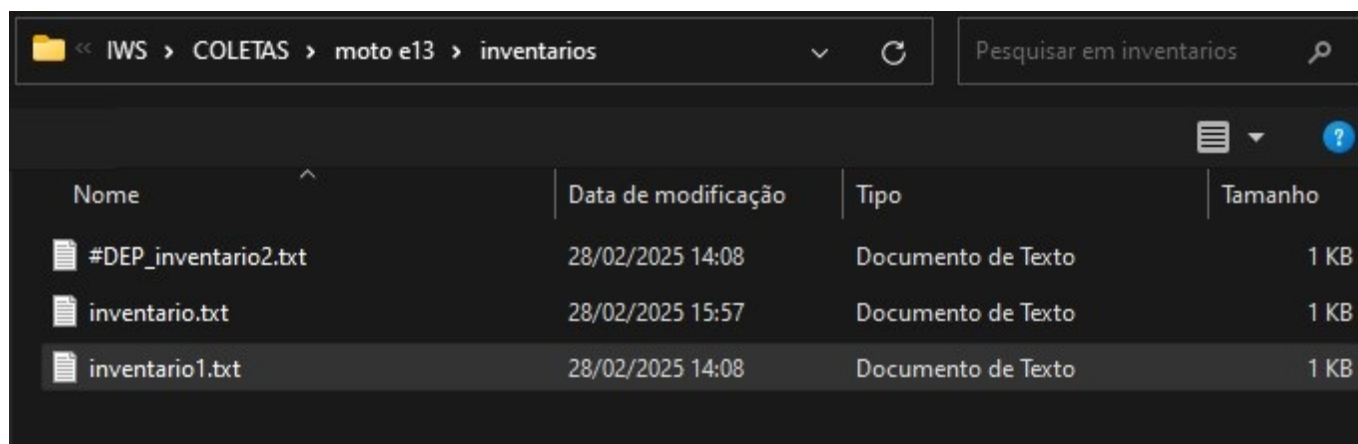 « IWS > COLETAS > moto e13 > inventarios Pesquisar em inventarios
?
Nome Data de modificação Tipo Tamanho
#DEP_inventario2.txt 28/02/2025 14:08 Documento de Texto 1 KB
inventario.txt 28/02/2025 15:57 Documento de Texto 1 KB
inventario1.txt 28/02/2025 14:08 Documento de Texto 1 KB